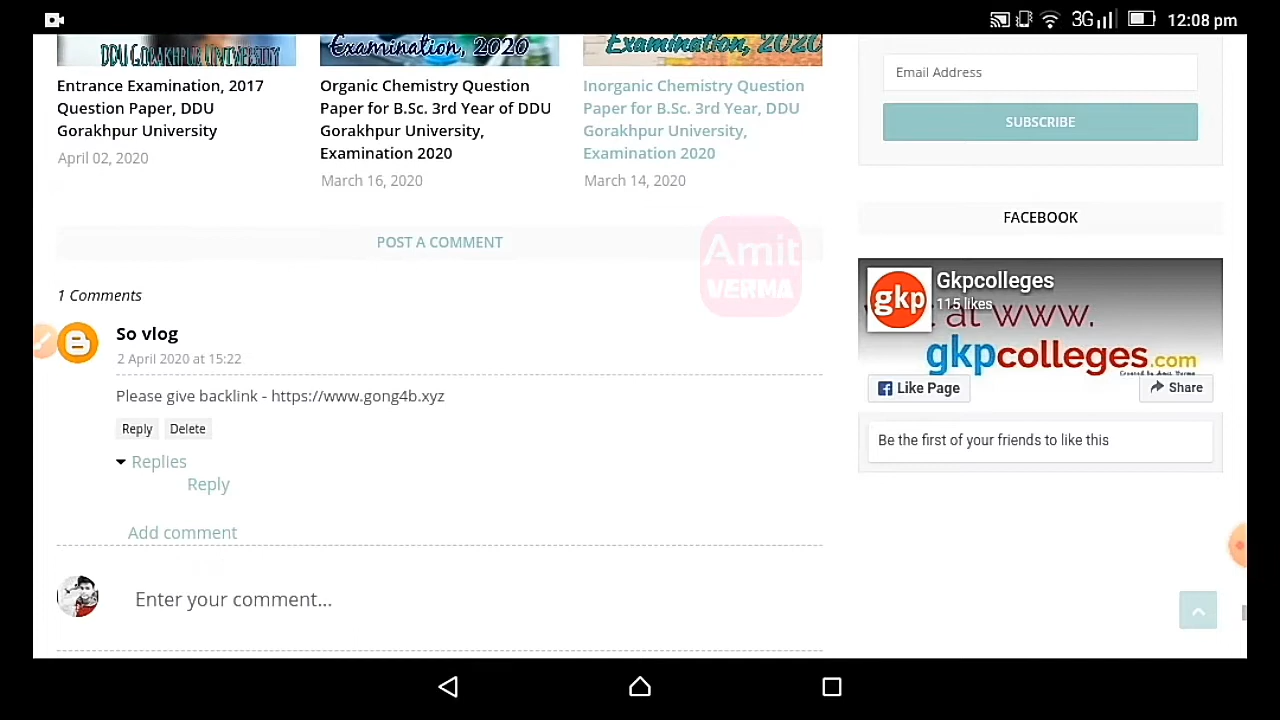 3G
12:08 pm
DDU GORAKHPUR UNIVERSITY
Examination, 2020
Examination, 2020
Entrance Examination, 2017
Question Paper, DDU
Gorakhpur University
April 02, 2020
Organic Chemistry Question
Paper for B.Sc. 3rd Year of DDU
Gorakhpur University,
Examination 2020
March 16, 2020
Inorganic Chemistry Question
Paper for B.Sc. 3rd Year, DDU
Gorakhpur University,
Examination 2020
March 14, 2020
POST A COMMENT
Amit
VERMA
1 Comments
So vlog
2 April 2020 at 15:22
Please give backlink - https://www.gong4b.xyz
Reply
Delete
Replies
Reply
Add comment
Enter your comment...
Email Address
SUBSCRIBE
FACEBOOK
gkp
Gkpcolleges
115 likes
at www.
gkpcolleges.com
Like Page
Share
Be the first of your friends to like this